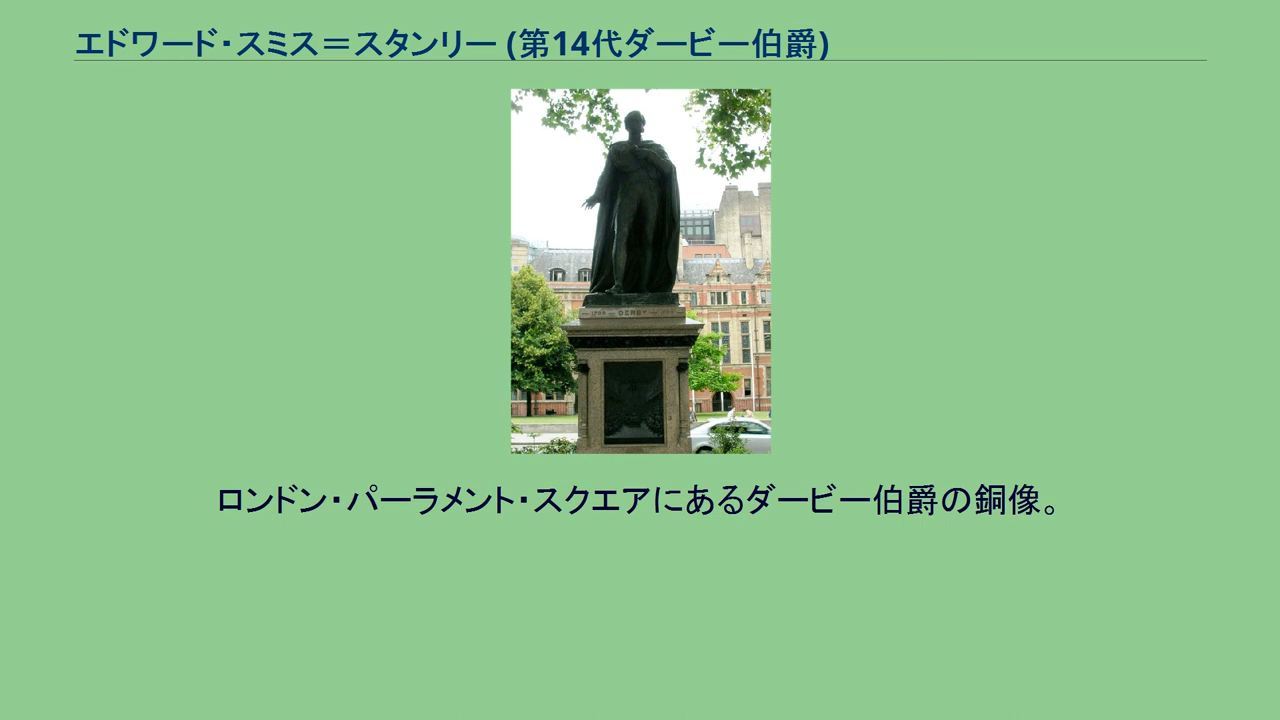 エドワード・スミス＝スタンリー (第14代ダービー伯爵)
DERBY
ロンドン・パーラメント・スクエアにあるダービー伯爵の銅像。